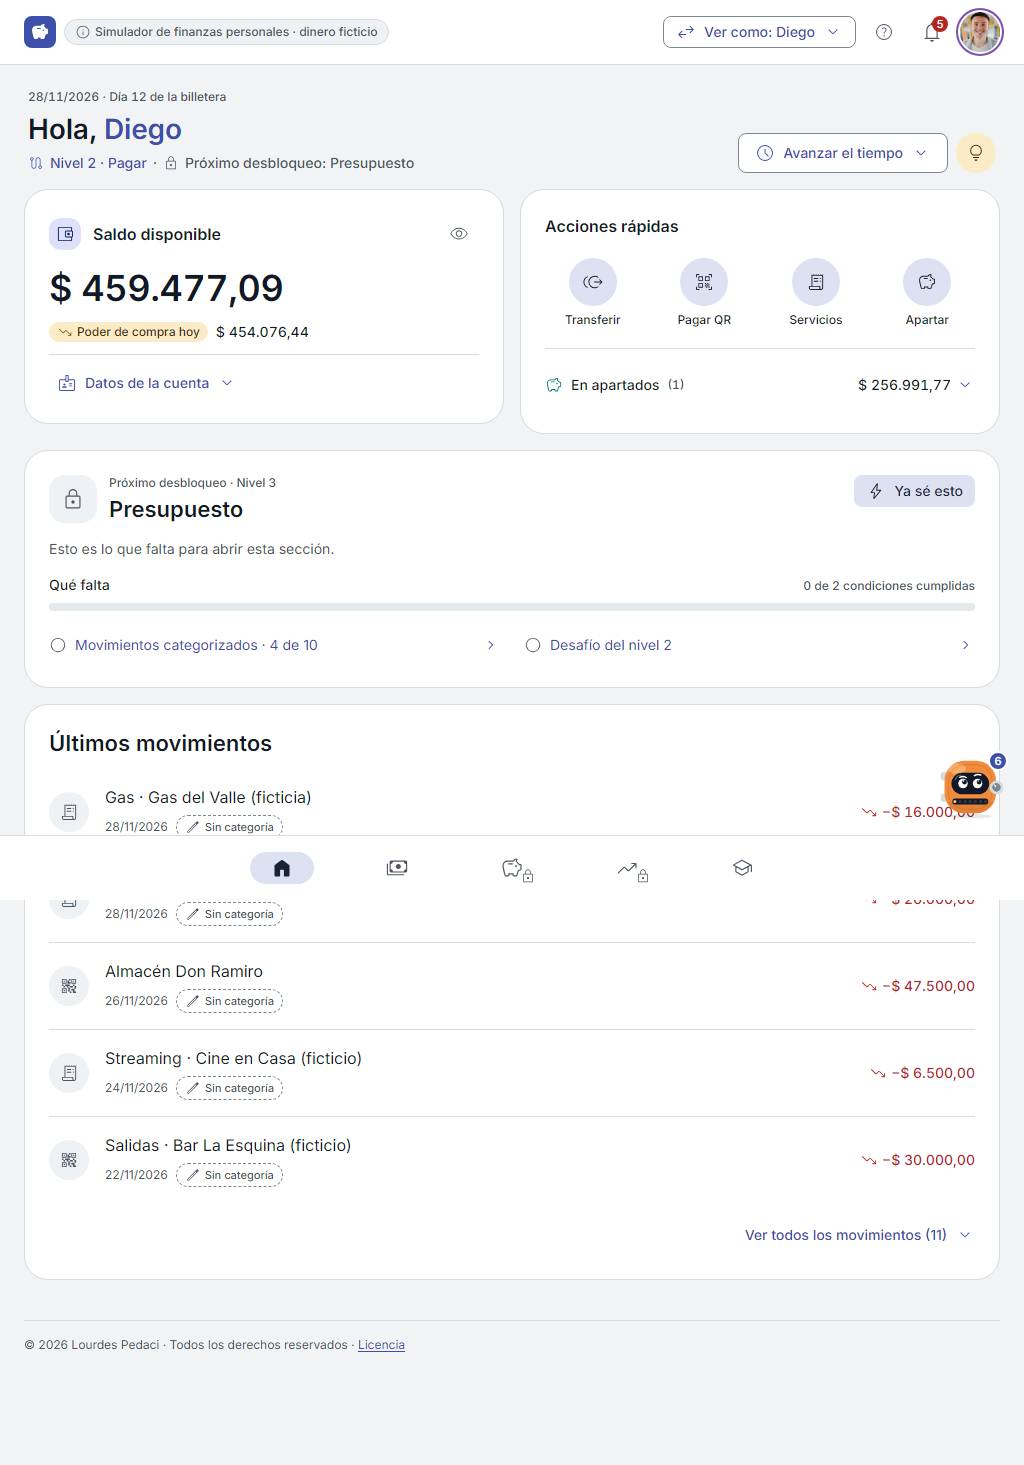 Simulador de finanzas personales · dinero ficticio
Ver como: Diego
5
28/11/2026 · Día 12 de la billetera
Hola, Diego
Nivel 2 · Pagar · Próximo desbloqueo: Presupuesto
Avanzar el tiempo
Saldo disponible
$ 459.477,09
Poder de compra hoy $ 454.076,44
Datos de la cuenta
Acciones rápidas
Transferir
Pagar QR
Servicios
Apartar
En apartados (1)
$ 256.991,77
Próximo desbloqueo · Nivel 3
Presupuesto
Ya sé esto
Esto es lo que falta para abrir esta sección.
Qué falta
0 de 2 condiciones cumplidas
Movimientos categorizados · 4 de 10
Desafío del nivel 2
Últimos movimientos
6
Gas · Gas del Valle (ficticia)
28/11/2026 Sin categoría
−$ 16.000,00
28/11/2026 Sin categoría
Almacén Don Ramiro
26/11/2026 Sin categoría
−$ 47.500,00
Streaming · Cine en Casa (ficticio)
24/11/2026 Sin categoría
−$ 6.500,00
Salidas · Bar La Esquina (ficticio)
22/11/2026 Sin categoría
−$ 30.000,00
Ver todos los movimientos (11)
© 2026 Lourdes Pedaci · Todos los derechos reservados · Licencia